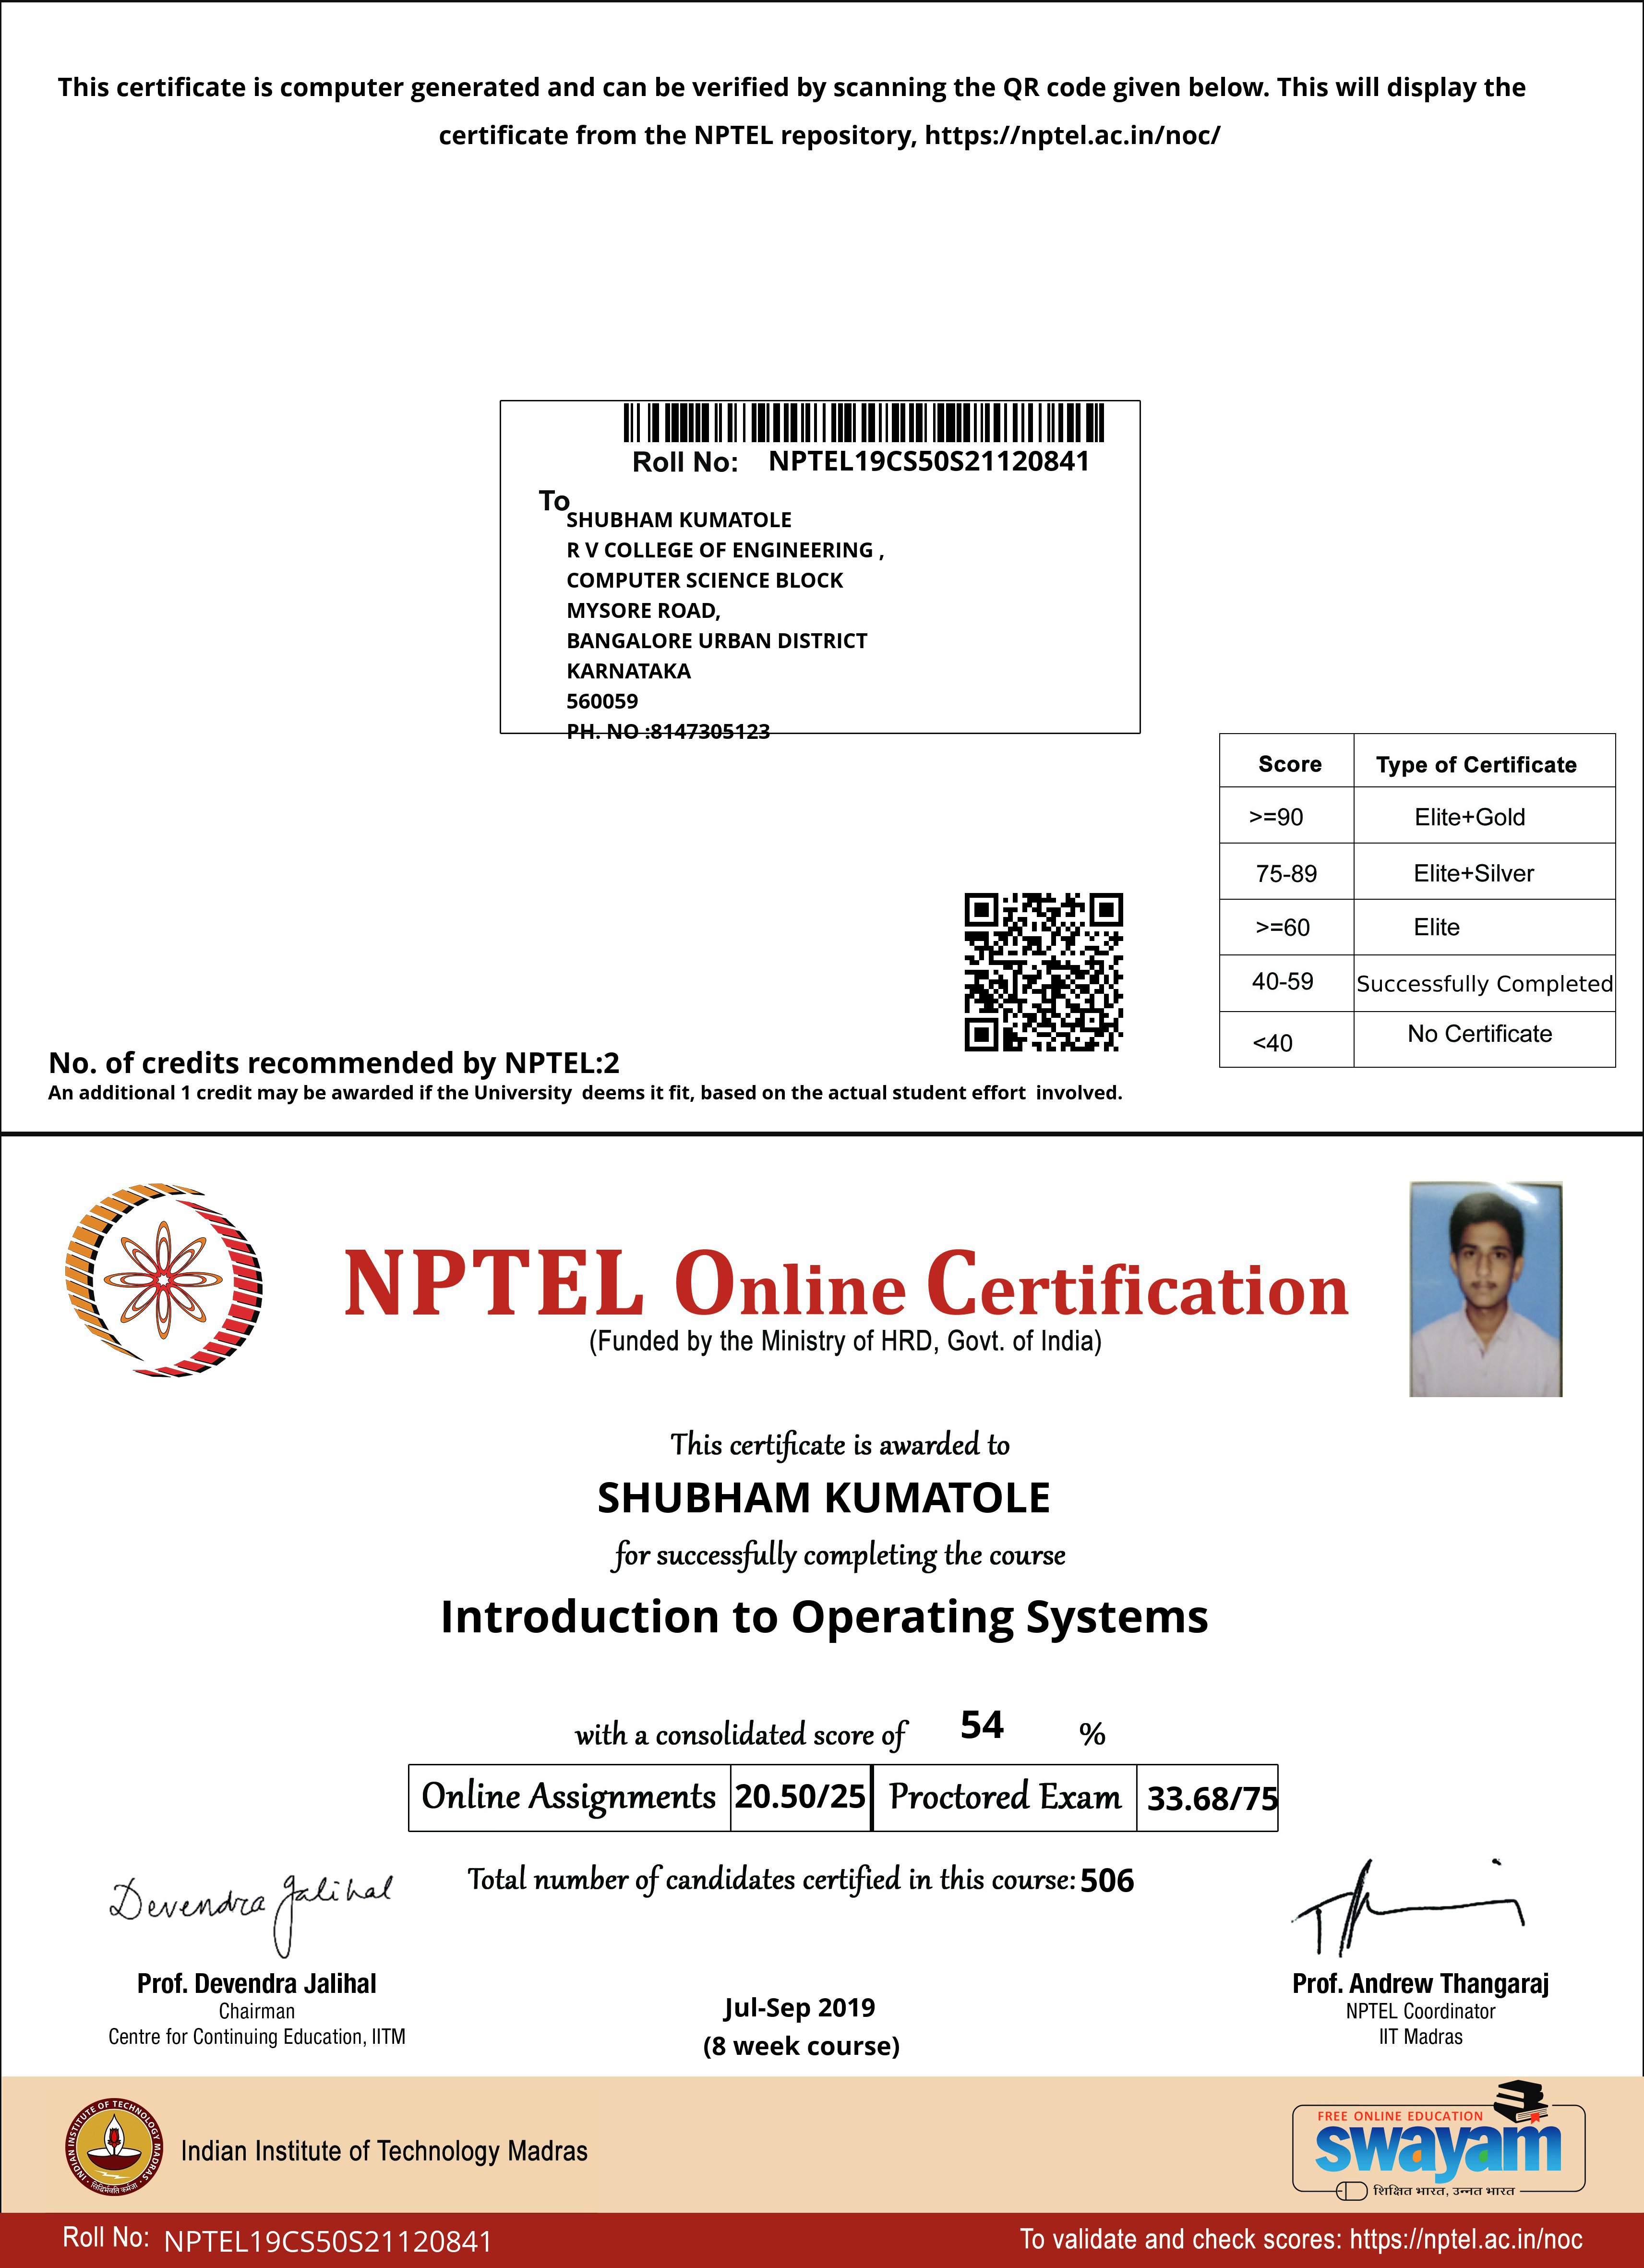 This certificate is computer generated and can be verified by scanning the QR code given below. This will display the
certificate from the NPTEL repository, https://nptel.ac.in/noc/
Roll No: NPTEL19CS50S21120841
To
SHUBHAM KUMATOLE
R V COLLEGE OF ENGINEERING ,
COMPUTER SCIENCE BLOCK
MYSORE ROAD,
BANGALORE URBAN DISTRICT
KARNATAKA
560059
PH. NO :8147305123
Score Type of Certificate
>=90 Elite+Gold
75-89 Elite+Silver
>=60 Elite
40-59 Successfully Completed
<40 No Certificate
No. of credits recommended by NPTEL:2
An additional 1 credit may be awarded if the University deems it fit, based on the actual student effort involved.
NPTEL Online Certification
(Funded by the Ministry of HRD, Govt. of India)
This certificate is awarded to
SHUBHAM KUMATOLE
for successfully completing the course
Introduction to Operating Systems
with a consolidated score of 54 %
Online Assignments 20.50/25 Proctored Exam 33.68/75
Total number of candidates certified in this course: 506
Devendra Jalihal
Prof. Devendra Jalihal
Chairman
Centre for Continuing Education, IITM
Jul-Sep 2019
(8 week course)
Prof. Andrew Thangaraj
NPTEL Coordinator
IIT Madras
INDIAN INSTITUTE OF TECHNOLOGY MADRAS
सिद्धिर्भवति कर्मजा
Indian Institute of Technology Madras
FREE ONLINE EDUCATION
swayam
शिक्षित भारत, उन्नत भारत
Roll No: NPTEL19CS50S21120841
To validate and check scores: https://nptel.ac.in/noc